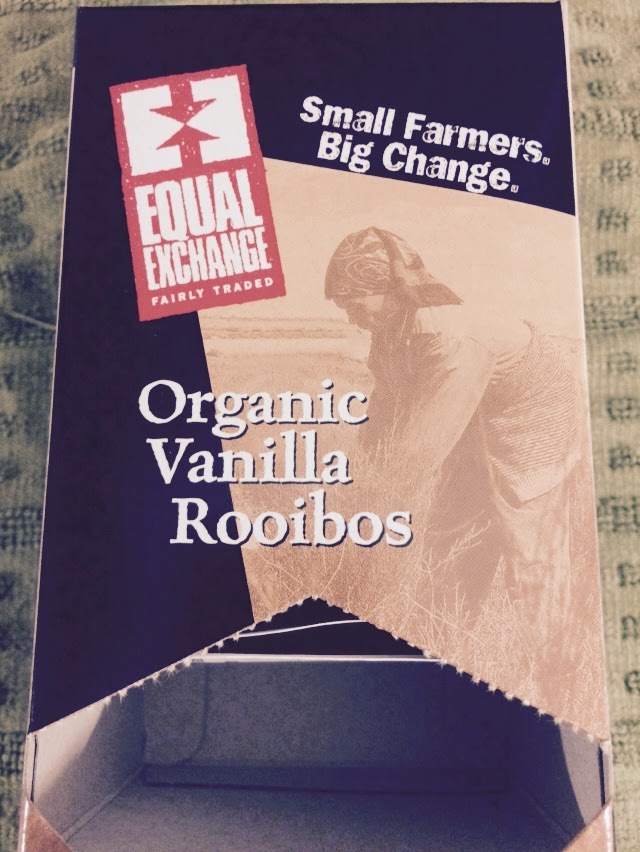 Small Farmers.
Big Change.
EQUAL
EXCHANGE
FAIRLY TRADED
Organic
Vanilla
Rooibos